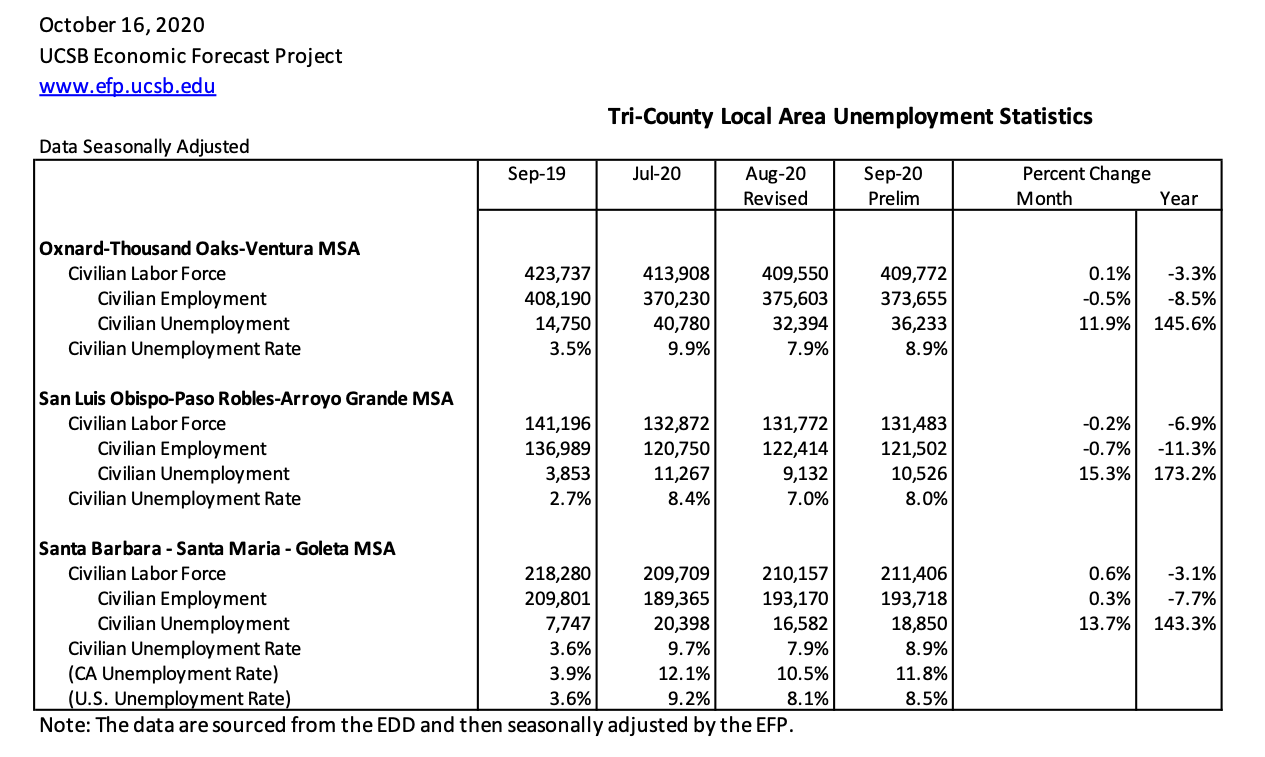 October 16, 2020
UCSB Economic Forecast Project
www.efp.ucsb.edu
Tri-County Local Area Unemployment Statistics
Data Seasonally Adjusted
Sep-19 Jul-20 Aug-20 Sep-20 Percent Change
Revised Prelim Month Year
Oxnard-Thousand Oaks-Ventura MSA
Civilian Labor Force 423,737 413,908 409,550 409,772 0.1% -3.3%
Civilian Employment 408,190 370,230 375,603 373,655 -0.5% -8.5%
Civilian Unemployment 14,750 40,780 32,394 36,233 11.9% 145.6%
Civilian Unemployment Rate 3.5% 9.9% 7.9% 8.9%
San Luis Obispo-Paso Robles-Arroyo Grande MSA
Civilian Labor Force 141,196 132,872 131,772 131,483 -0.2% -6.9%
Civilian Employment 136,989 120,750 122,414 121,502 -0.7% -11.3%
Civilian Unemployment 3,853 11,267 9,132 10,526 15.3% 173.2%
Civilian Unemployment Rate 2.7% 8.4% 7.0% 8.0%
Santa Barbara - Santa Maria - Goleta MSA
Civilian Labor Force 218,280 209,709 210,157 211,406 0.6% -3.1%
Civilian Employment 209,801 189,365 193,170 193,718 0.3% -7.7%
Civilian Unemployment 7,747 20,398 16,582 18,850 13.7% 143.3%
Civilian Unemployment Rate 3.6% 9.7% 7.9% 8.9%
(CA Unemployment Rate) 3.9% 12.1% 10.5% 11.8%
(U.S. Unemployment Rate) 3.6% 9.2% 8.1% 8.5%
Note: The data are sourced from the EDD and then seasonally adjusted by the EFP.